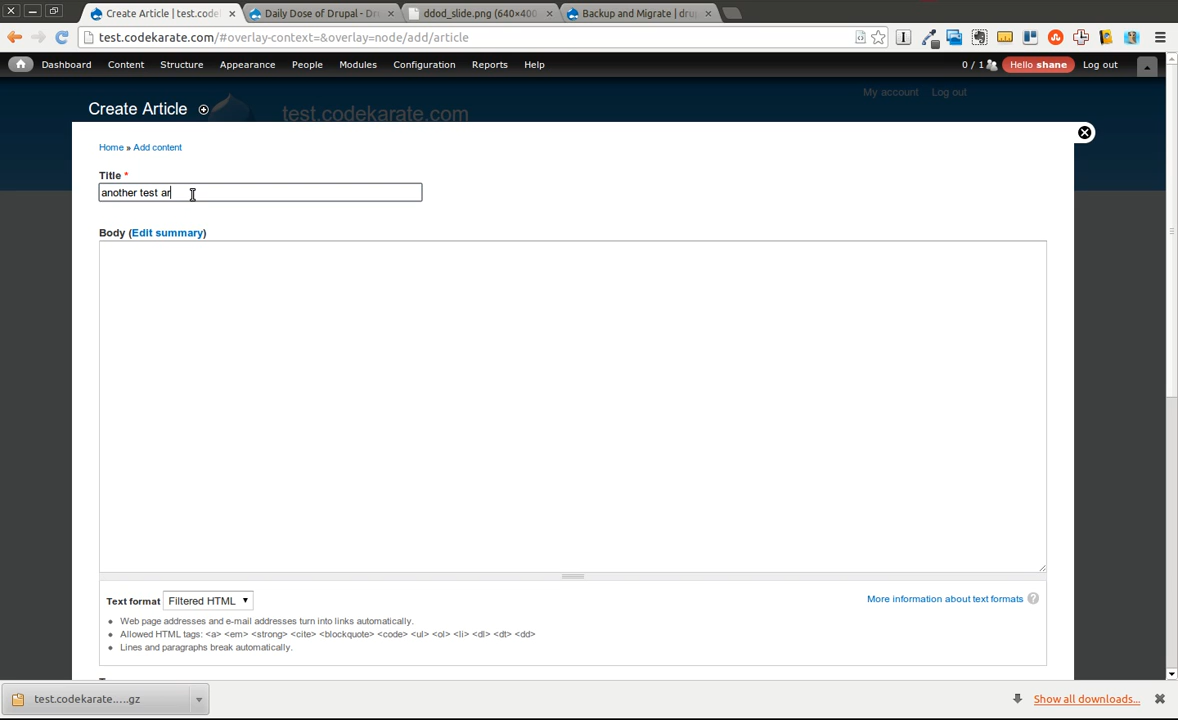 Create Article | test.codel
Daily Dose of Drupal - Dru
ddod_slide.png (640×400
Backup and Migrate | drup
test.codekarate.com/#overlay-context=&overlay=node/add/article
Dashboard Content Structure Appearance People Modules Configuration Reports Help 0 / 1 Hello shane Log out
My account Log out
Create Article
test.codekarate.com
Home » Add content
Title *
another test ar
Body (Edit summary)
Text format Filtered HTML
More information about text formats ?
Web page addresses and e-mail addresses turn into links automatically.
Allowed HTML tags: <a> <em> <strong> <cite> <blockquote> <code> <ul> <ol> <li> <dl> <dt> <dd>
Lines and paragraphs break automatically.
test.codekarate.....gz
Show all downloads...